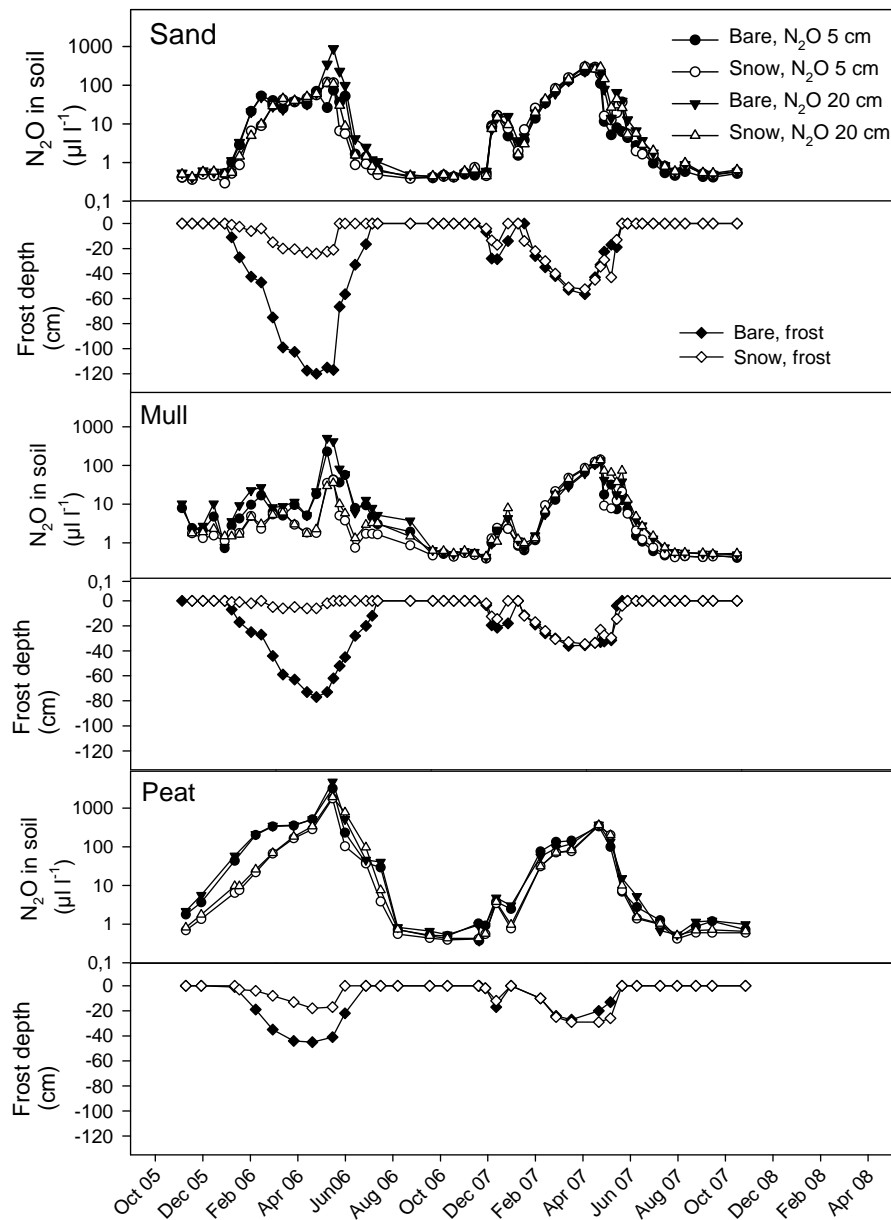 Sand
N2O in soil
(µl l-1)
1000
100
10
1
0,1
Bare, N2O 5 cm
Snow, N2O 5 cm
Bare, N2O 20 cm
Snow, N2O 20 cm
Frost depth
(cm)
0
-20
-40
-60
-80
-100
-120
Bare, frost
Snow, frost
Mull
N2O in soil
(µl l-1)
1000
100
10
1
0,1
Frost depth
(cm)
0
-20
-40
-60
-80
-100
-120
Peat
N2O in soil
(µl l-1)
1000
100
10
1
0,1
Frost depth
(cm)
0
-20
-40
-60
-80
-100
-120
Oct 05
Dec 05
Feb 06
Apr 06
Jun 06
Aug 06
Oct 06
Dec 07
Feb 07
Apr 07
Jun 07
Aug 07
Oct 07
Dec 08
Feb 08
Apr 08